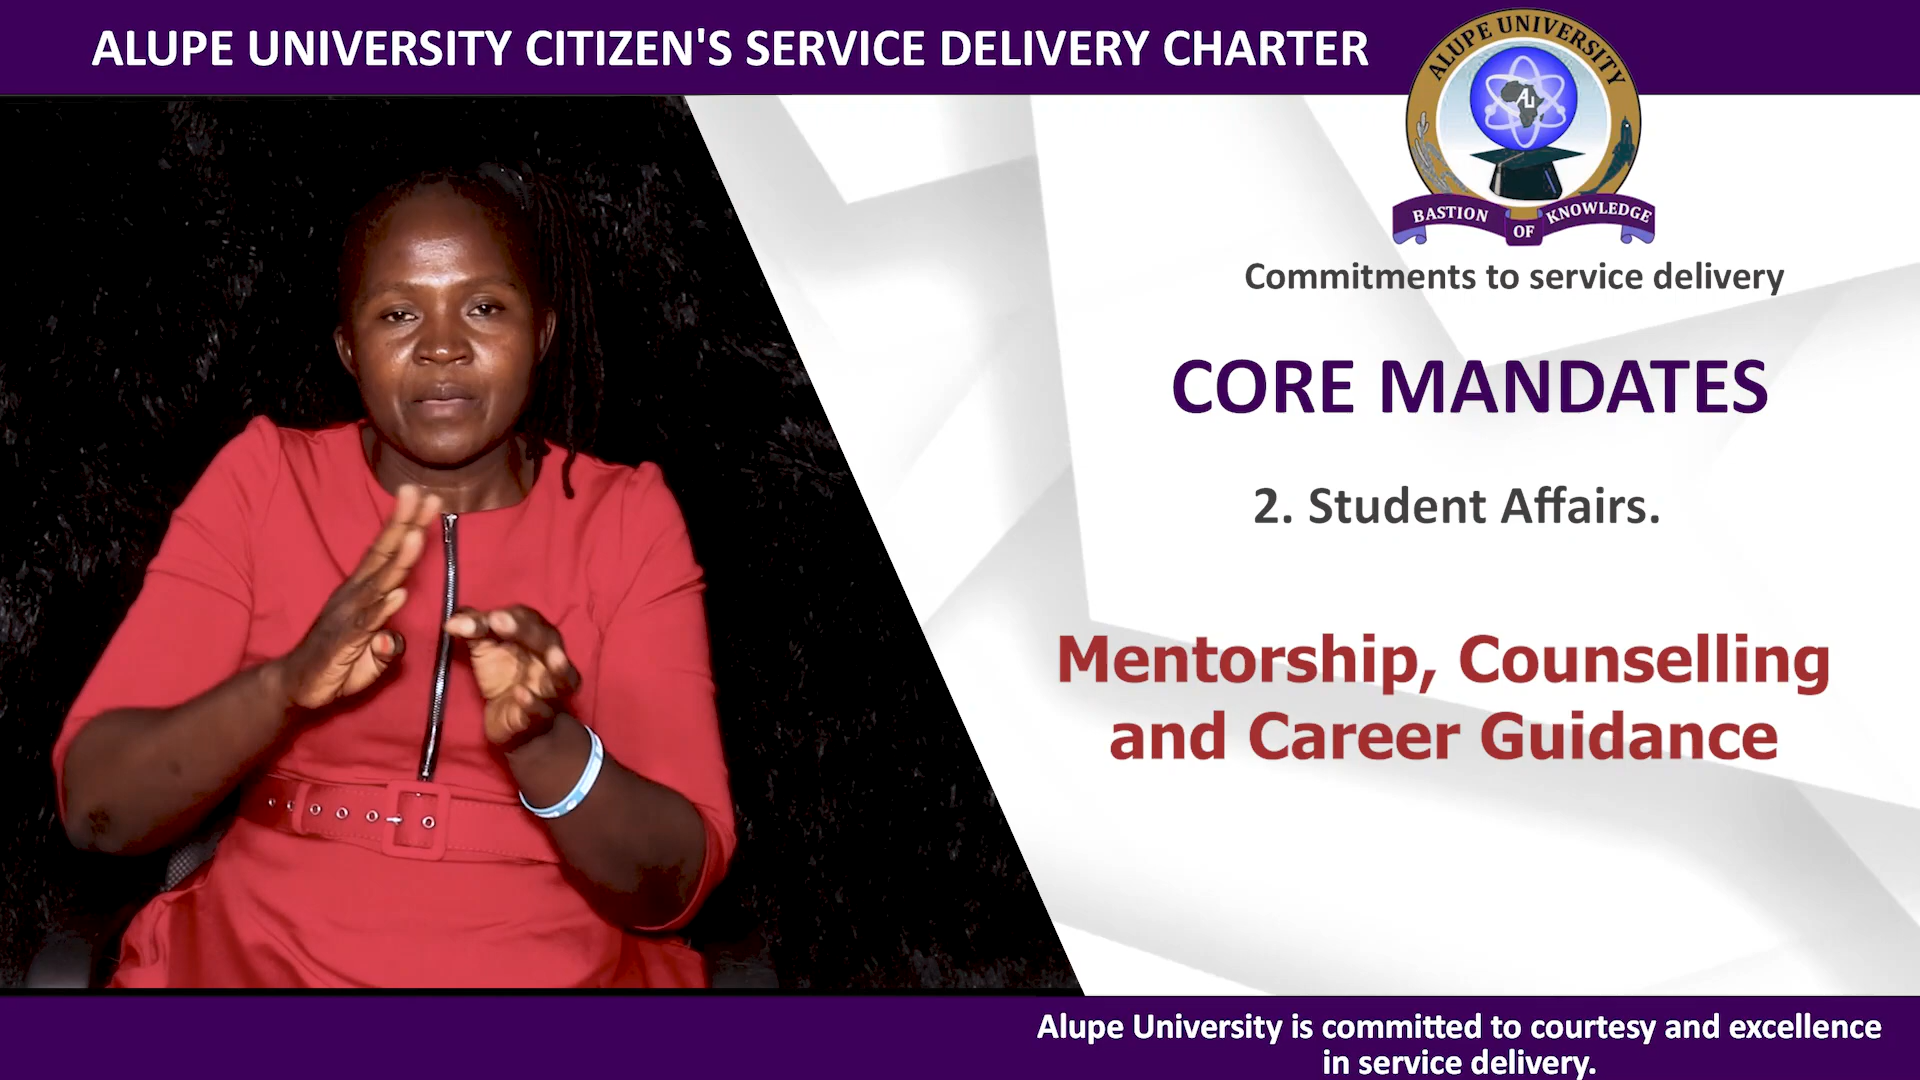 ALUPE UNIVERSITY CITIZEN'S SERVICE DELIVERY CHARTER
ALUPE UNIVERSITY
AU
BASTION OF KNOWLEDGE
Commitments to service delivery
CORE MANDATES
2. Student Affairs.
Mentorship, Counselling
and Career Guidance
Alupe University is committed to courtesy and excellence
in service delivery.